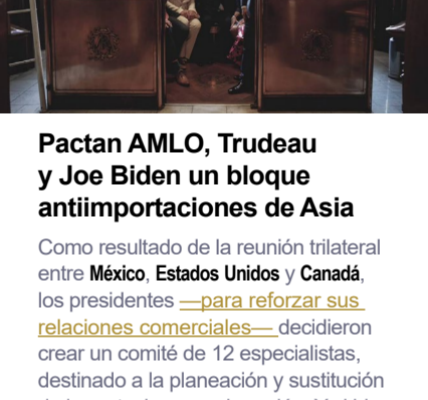 Pactan AMLO, Trudeau
y Joe Biden un bloque
antiimportaciones de Asia
Como resultado de la reunión trilateral
entre México, Estados Unidos y Canadá,
los presidentes —para reforzar sus
relaciones comerciales— decidieron
crear un comité de 12 especialistas,
destinado a la planeación y sustitución